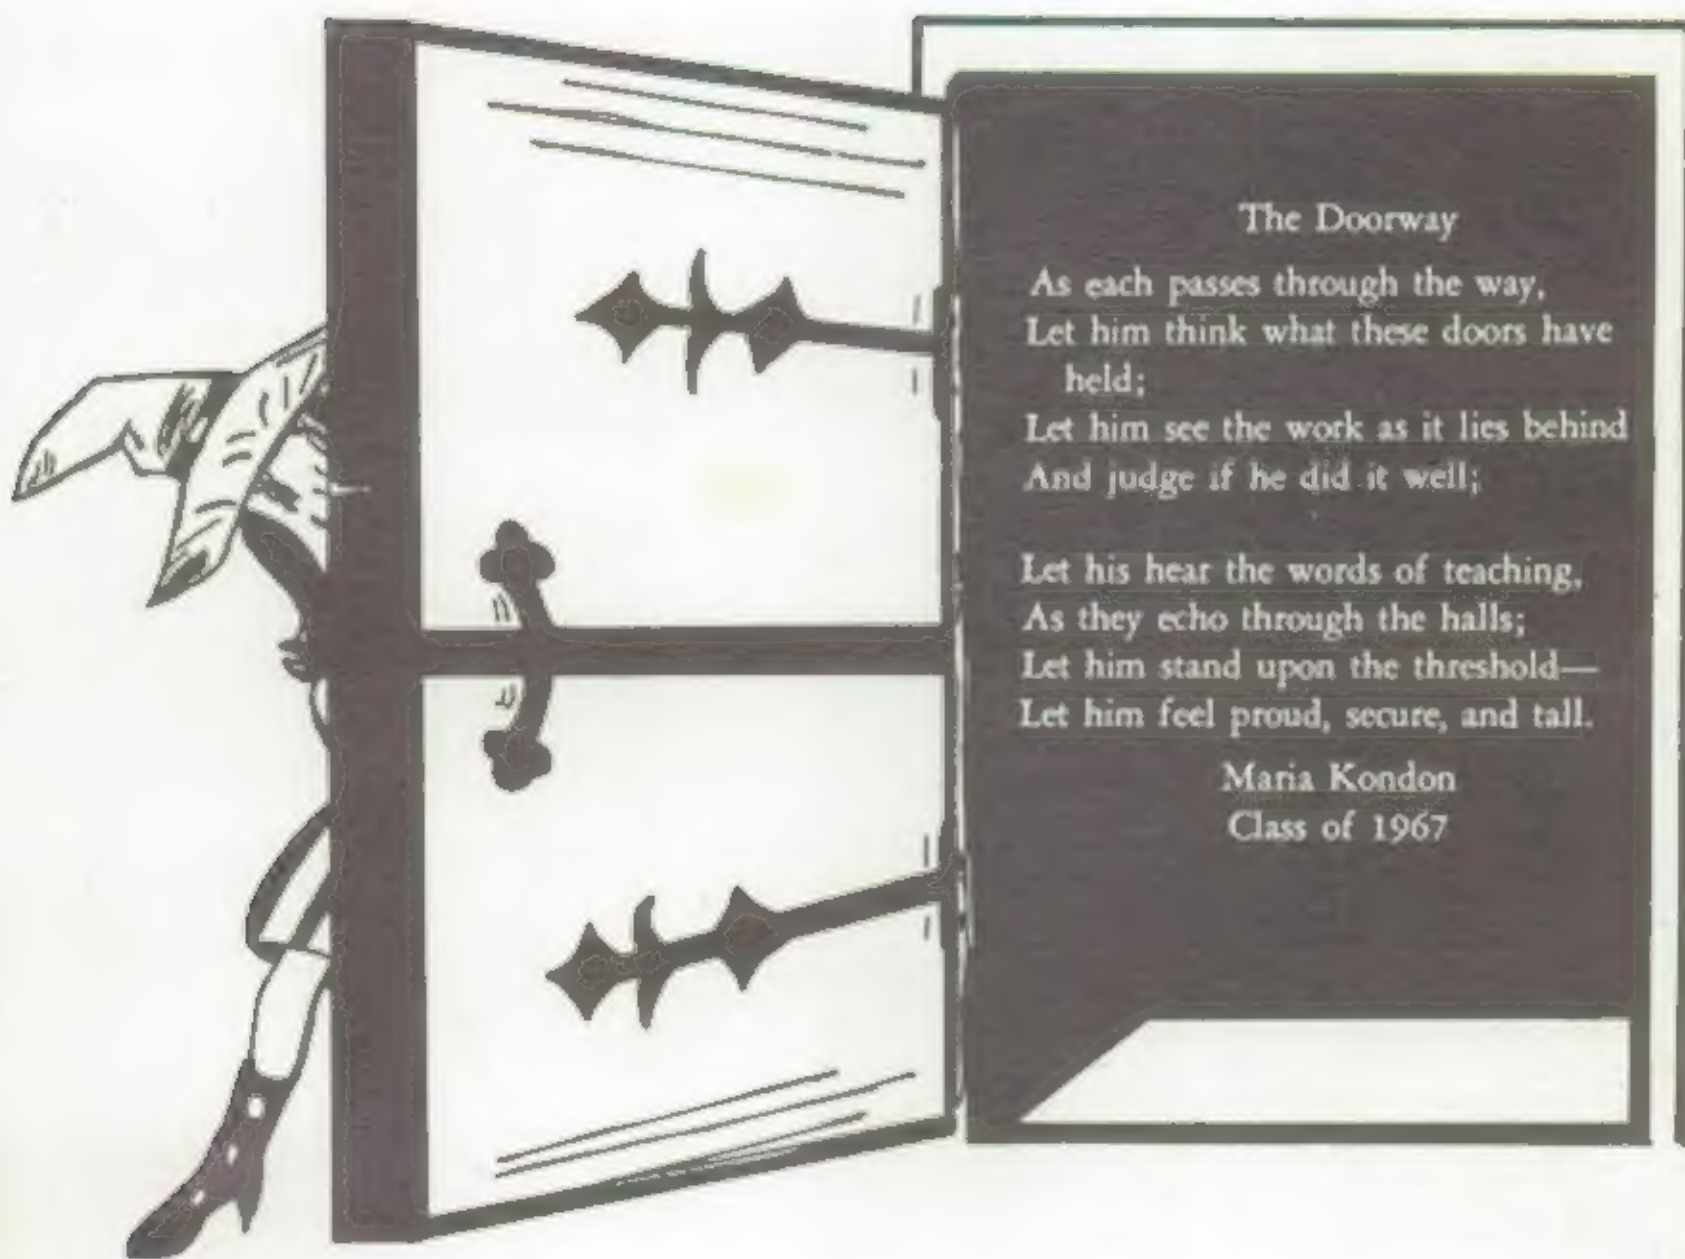 The Doorway
As each passes through the way,
Let him think what these doors have
held;
Let him see the work as it lies behind
And judge if he did it well;
Let his hear the words of teaching,
As they echo through the halls;
Let him stand upon the threshold—
Let him feel proud, secure, and tall.
Maria Kondon
Class of 1967